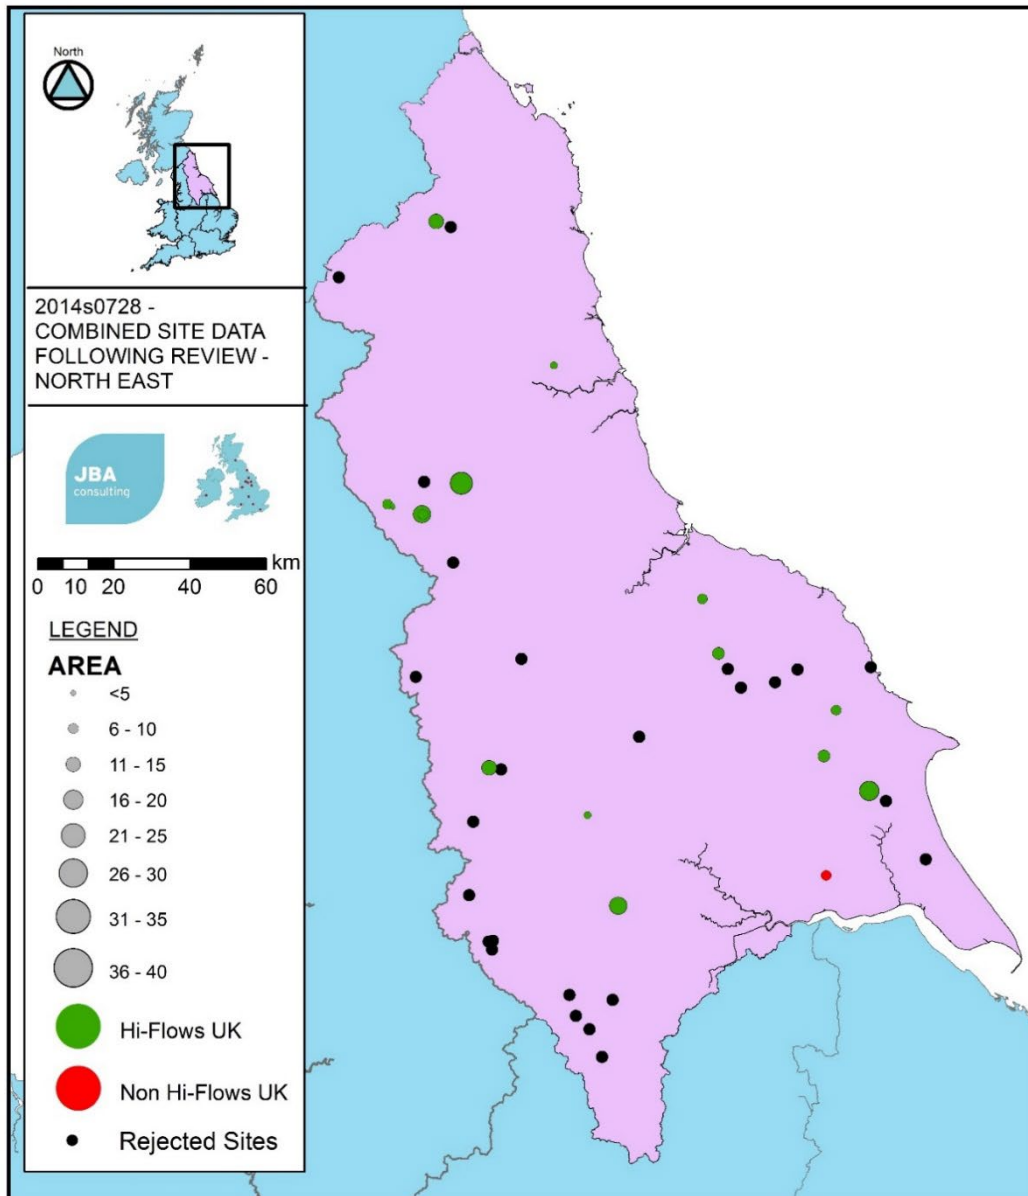 North
2014s0728 -
COMBINED SITE DATA
FOLLOWING REVIEW -
NORTH EAST
JBA
consulting
km
0 10 20 40 60
LEGEND
AREA
<5
6 - 10
11 - 15
16 - 20
21 - 25
26 - 30
31 - 35
36 - 40
Hi-Flows UK
Non Hi-Flows UK
Rejected Sites